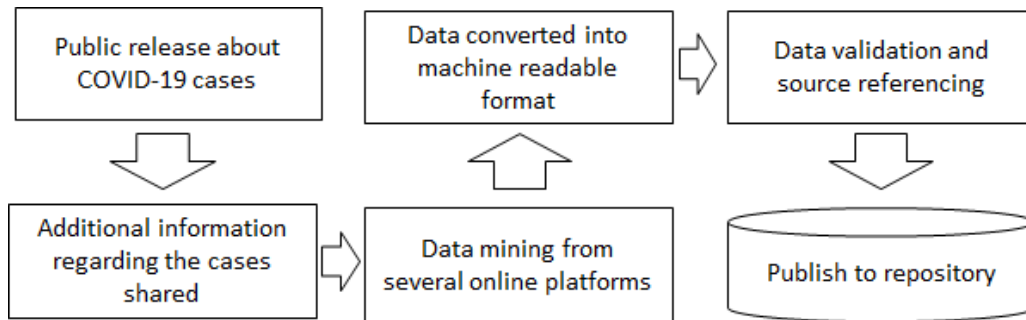 Public release about
COVID-19 cases
Additional information
regarding the cases
shared
Data mining from
several online platforms
Data converted into
machine readable
format
Data validation and
source referencing
Publish to repository